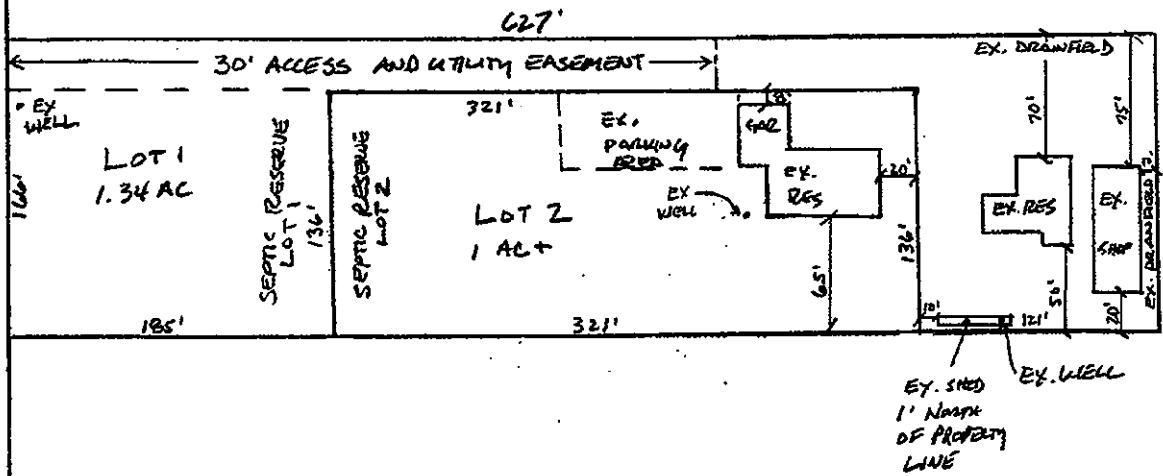 627'
30' ACCESS AND UTILITY EASEMENT
EX. DRAINFIELD
EX
WELL
LOT 1
1.34 AC
166'
185'
SEPTIC RESERVE
LOT 1
136'
SEPTIC RESERVE
LOT 2
321'
LOT 2
1 AC+
321'
EX.
PARKING
AREA
EX
WELL
8'
GAR
EX.
RES
20'
65'
136'
70'
EX. RES
50'
75'
EX.
SHOP
20'
EX. DRAINFIELD
10'
121'
EX. SHED
1' NORTH
OF PROPERTY
LINE
EX. WELL